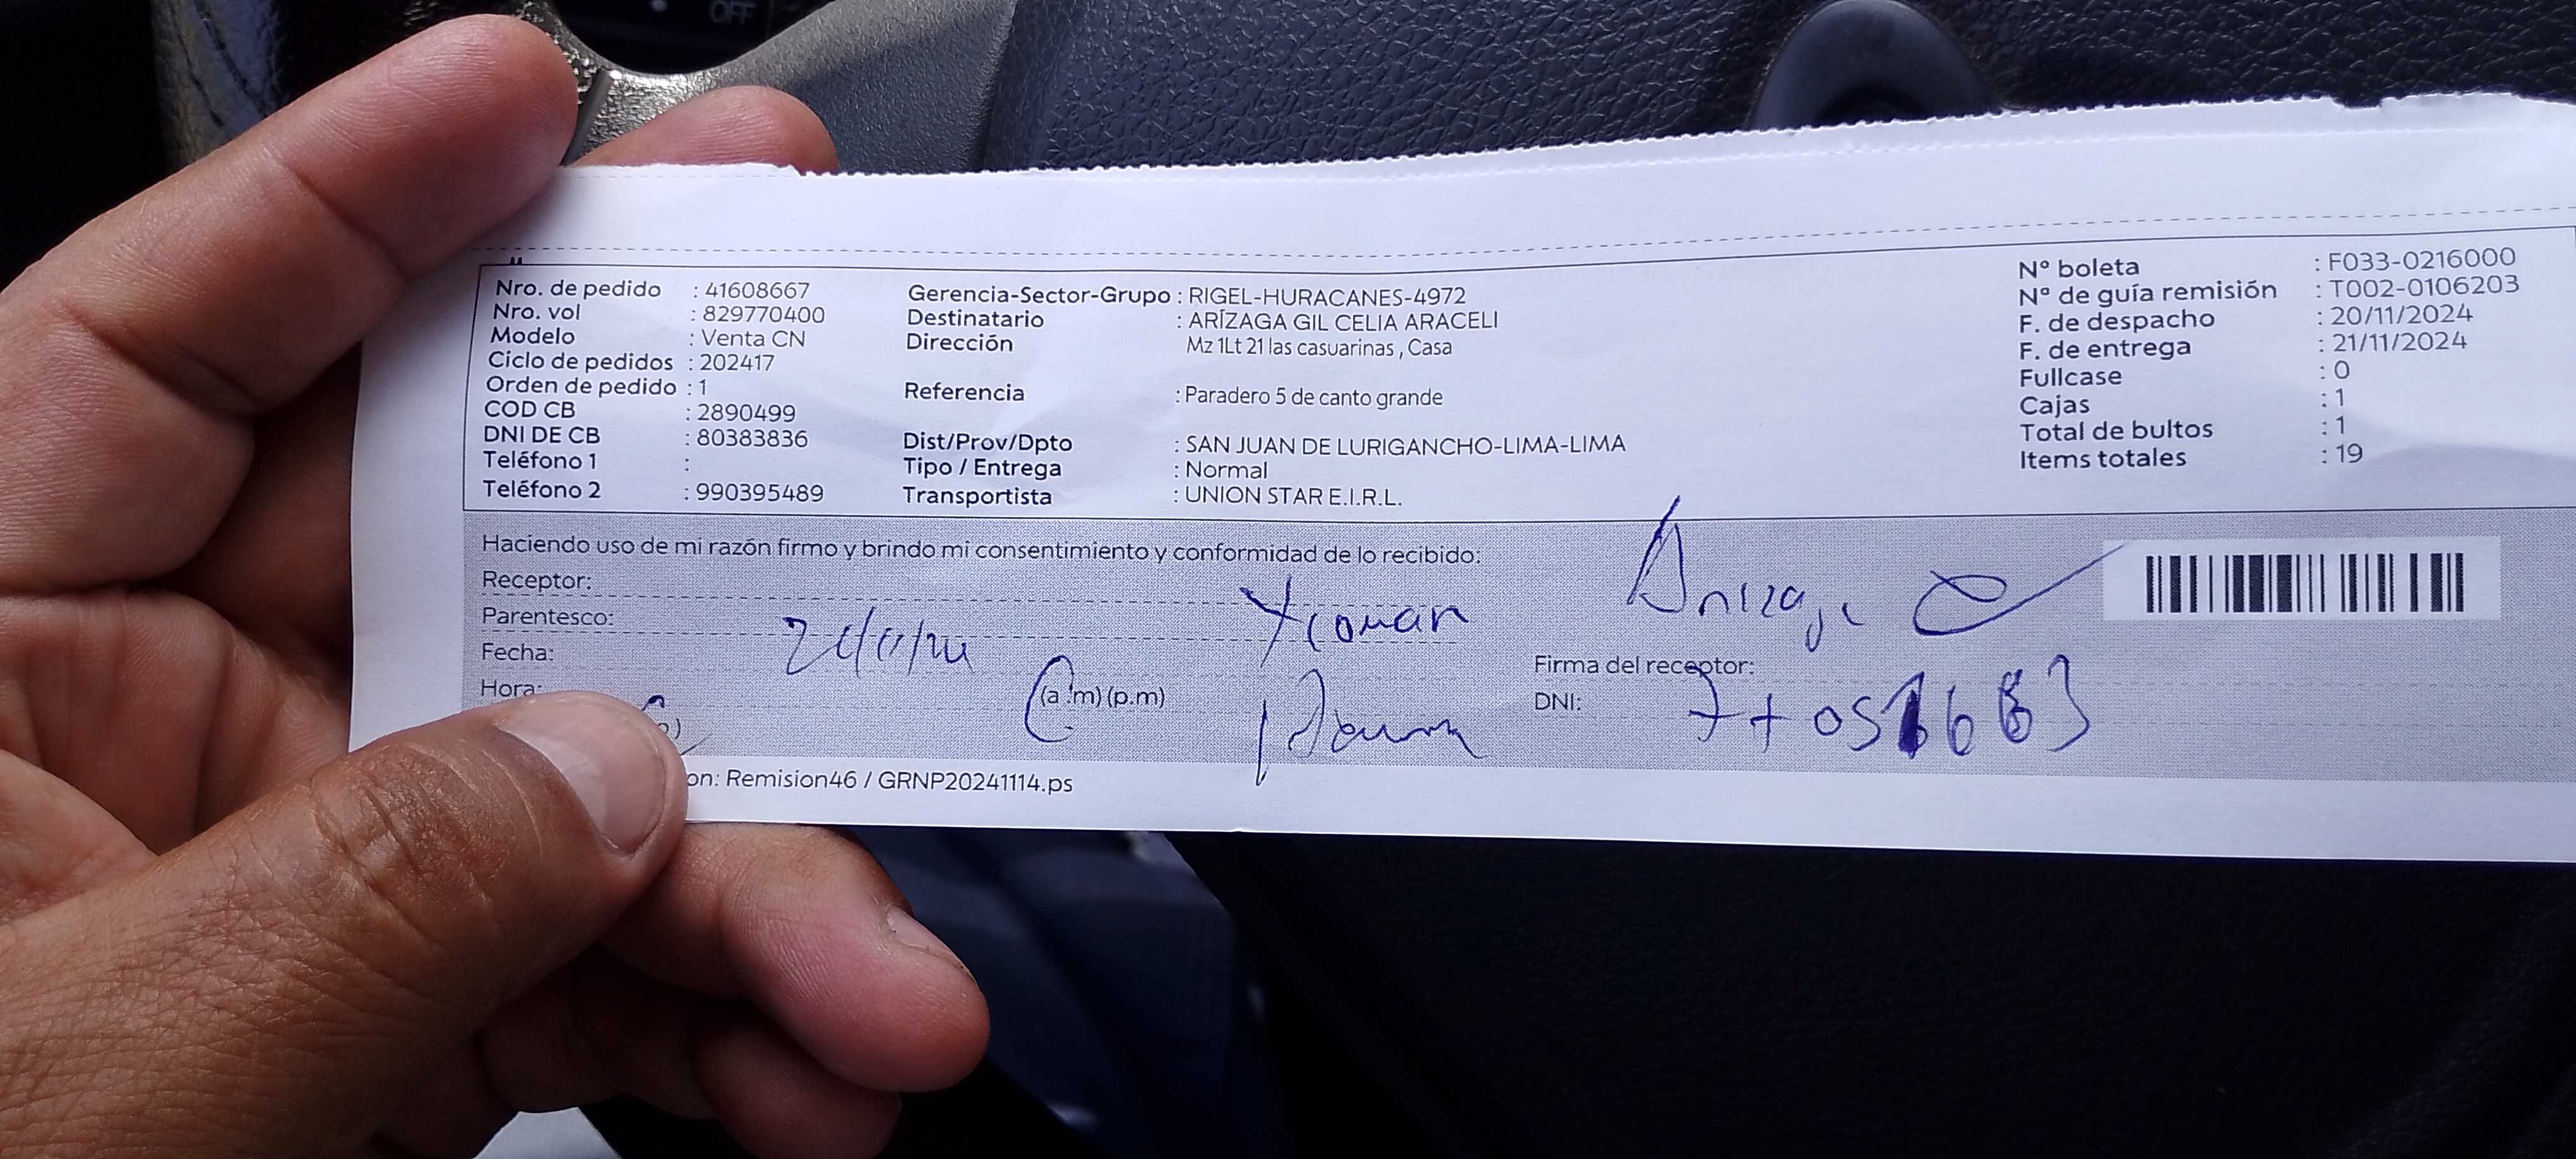 OFF
Nro. de pedido : 41608667
Nro. vol : 829770400
Modelo : Venta CN
Ciclo de pedidos : 202417
Orden de pedido : 1
COD CB : 2890499
DNI DE CB : 80383836
Teléfono 1 :
Teléfono 2 : 990395489
Gerencia-Sector-Grupo : RIGEL-HURACANES-4972
Destinatario : ARÍZAGA GIL CELIA ARACELI
Dirección Mz 1Lt 21 las casuarinas , Casa
Referencia : Paradero 5 de canto grande
Dist/Prov/Dpto : SAN JUAN DE LURIGANCHO-LIMA-LIMA
Tipo / Entrega : Normal
Transportista : UNION STAR E.I.R.L.
Nº boleta : F033-0216000
Nº de guía remisión : T002-0106203
F. de despacho : 20/11/2024
F. de entrega : 21/11/2024
Fullcase : 0
Cajas : 1
Total de bultos : 1
Items totales : 19
Haciendo uso de mi razón firmo y brindo mi consentimiento y conformidad de lo recibido:
Receptor:
Parentesco:
Fecha:
Hora: (a.m) (p.m)
Firma del receptor:
DNI:
on: Remision46 / GRNP20241114.ps